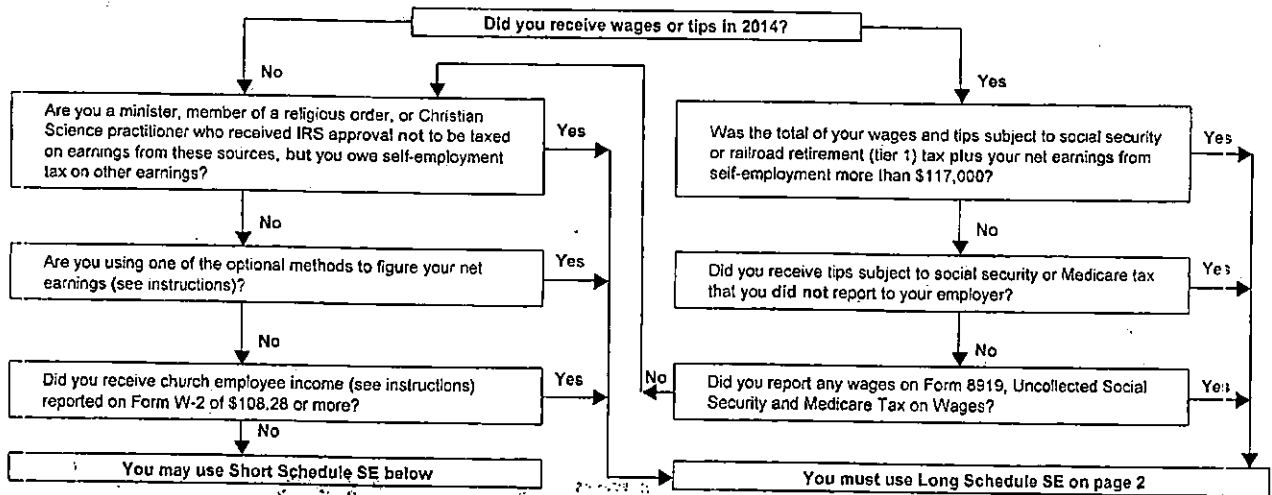 Did you receive wages or tips in 2014?
No
Yes
Are you a minister, member of a religious order, or Christian
Science practitioner who received IRS approval not to be taxed
on earnings from these sources, but you owe self-employment
tax on other earnings?
Yes
Was the total of your wages and tips subject to social security
or railroad retirement (tier 1) tax plus your net earnings from
self-employment more than $117,000?
Yes
No
No
Are you using one of the optional methods to figure your net
earnings (see instructions)?
Yes
Did you receive tips subject to social security or Medicare tax
that you did not report to your employer?
Yes
No
No
Did you receive church employee income (see instructions)
reported on Form W-2 of $108.28 or more?
Yes
No
Did you report any wages on Form 8919, Uncollected Social
Security and Medicare Tax on Wages?
Yes
No
You may use Short Schedule SE below
You must use Long Schedule SE on page 2